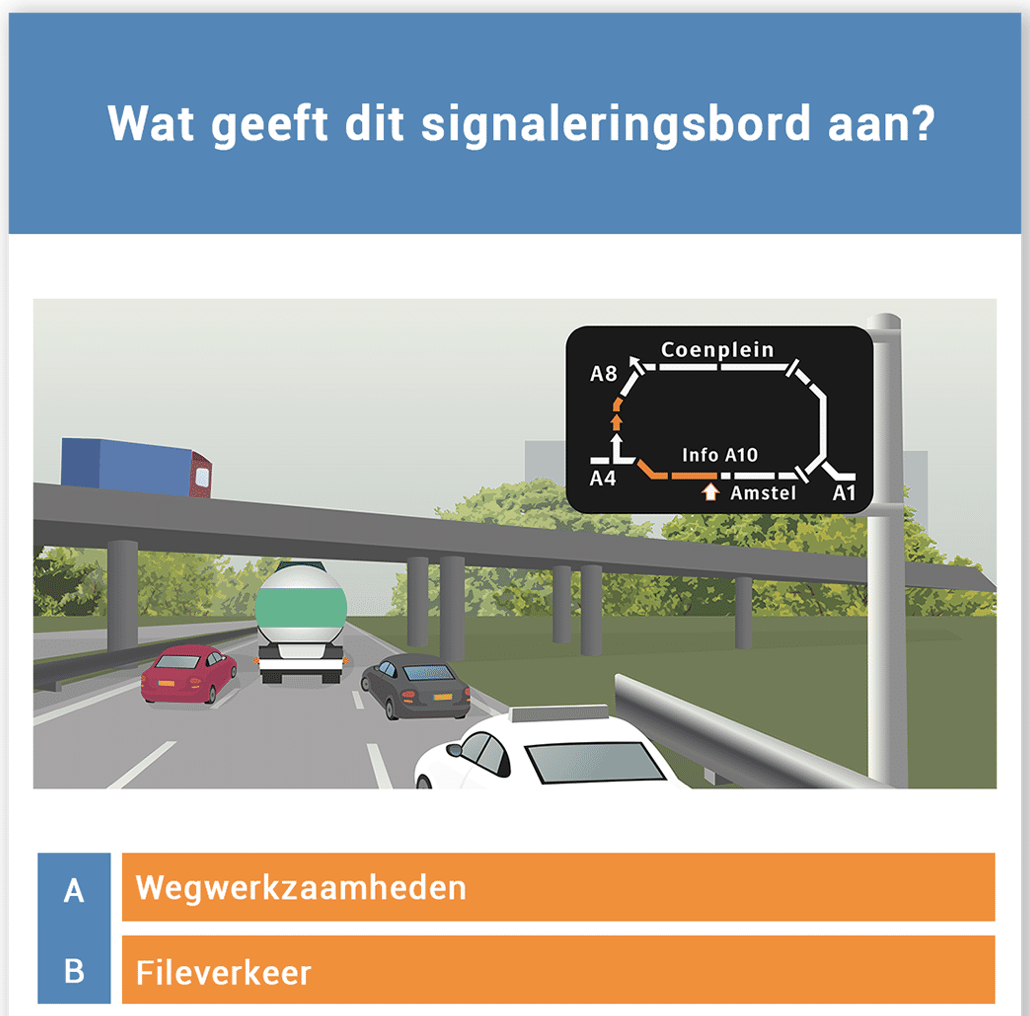 Wat geeft dit signaleringsbord aan?
Coenplein
A8
Info A10
A4
Amstel
A1
A
Wegwerkzaamheden
B
Fileverkeer